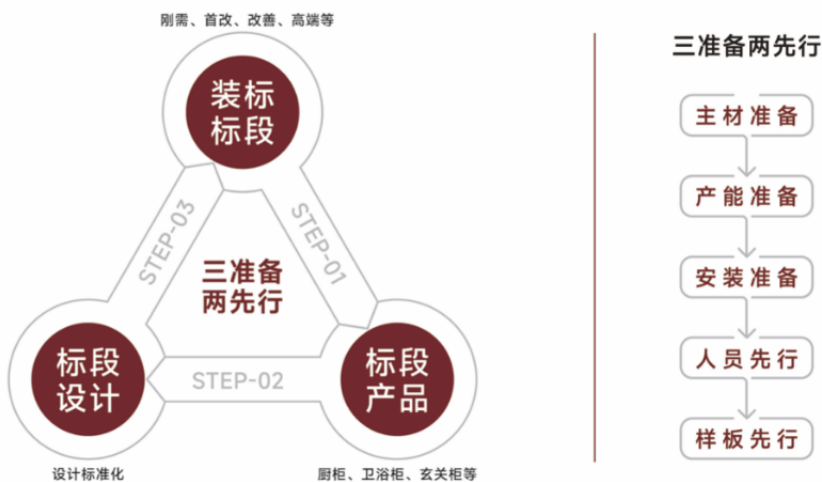 刚需、首改、改善、高端等
装标
标段
STEP-03
STEP-01
三准备
两先行
标段
设计
STEP-02
标段
产品
设计标准化
厨柜、卫浴柜、玄关柜等
三准备两先行
主材准备
产能准备
安装准备
人员先行
样板先行